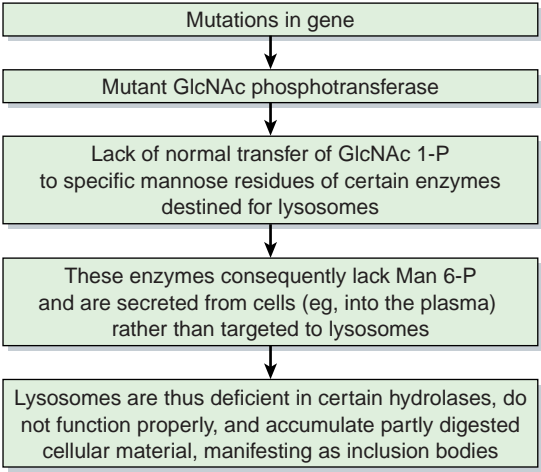 Mutations in gene
Mutant GlcNAc phosphotransferase
Lack of normal transfer of GlcNAc 1-P
to specific mannose residues of certain enzymes
destined for lysosomes
These enzymes consequently lack Man 6-P
and are secreted from cells (eg, into the plasma)
rather than targeted to lysosomes
Lysosomes are thus deficient in certain hydrolases, do
not function properly, and accumulate partly digested
cellular material, manifesting as inclusion bodies